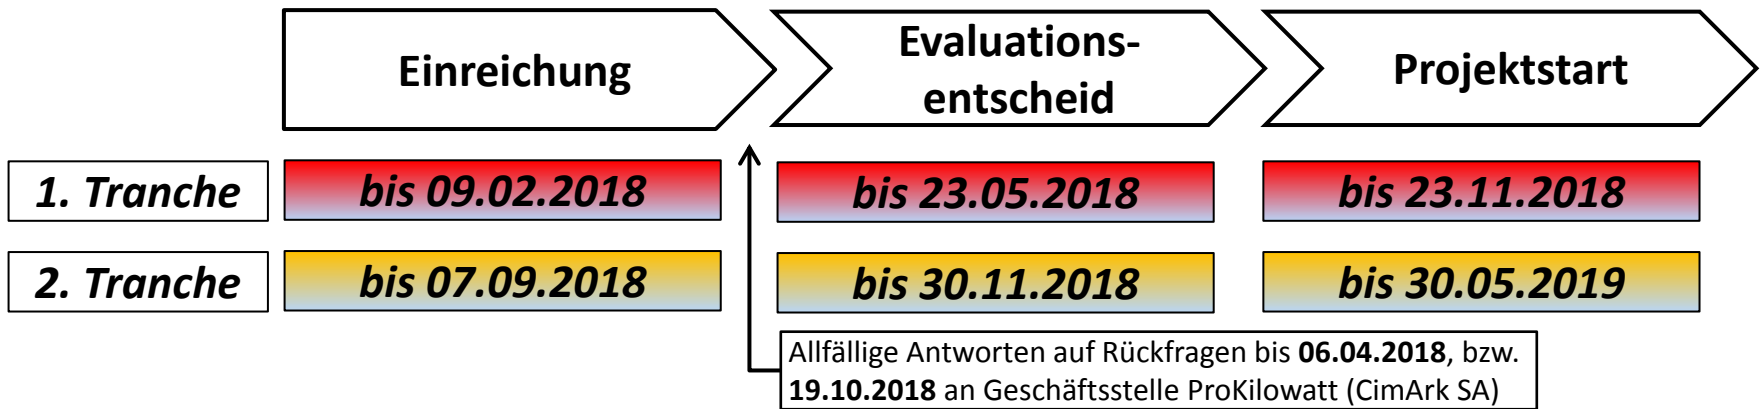 Einreichung
Evaluations-
entscheid
Projektstart
1. Tranche
bis 09.02.2018
bis 23.05.2018
bis 23.11.2018
2. Tranche
bis 07.09.2018
bis 30.11.2018
bis 30.05.2019
Allfällige Antworten auf Rückfragen bis 06.04.2018, bzw.
19.10.2018 an Geschäftsstelle ProKilowatt (CimArk SA)